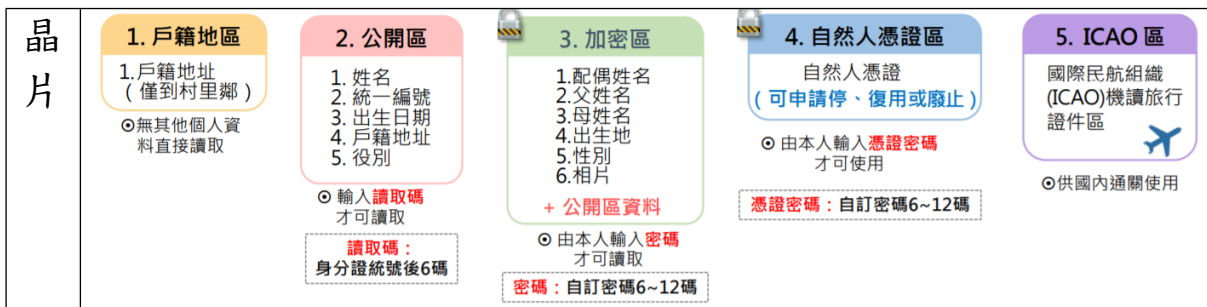 晶
片
1. 戶籍地區
1.戶籍地址
(僅到村里鄰)
⊙無其他個人資
料直接讀取
2. 公開區
1. 姓名
2. 統一編號
3. 出生日期
4. 戶籍地址
5. 役別
⊙ 輸入讀取碼
才可讀取
讀取碼：
身分證統號後6碼
3. 加密區
1.配偶姓名
2.父姓名
3.母姓名
4.出生地
5.性別
6.相片
+ 公開區資料
⊙ 由本人輸入密碼
才可讀取
密碼：自訂密碼6~12碼
4. 自然人憑證區
自然人憑證
(可申請停、復用或廢止)
⊙ 由本人輸入憑證密碼
才可使用
憑證密碼：自訂密碼6~12碼
5. ICAO 區
國際民航組織
(ICAO)機讀旅行
證件區
⊙供國內通關使用